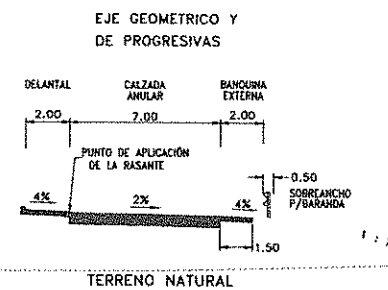 EJE GEOMETRICO Y
DE PROGRESIVAS
DELANTAL
CALZADA
ANULAR
BANQUINA
EXTERNA
2.00
7.00
2.00
PUNTO DE APLICACIÓN
DE LA RASANTE
0.50
SOBREANCHO
P/BARANDA
4%
2%
4%
1.50
TERRENO NATURAL